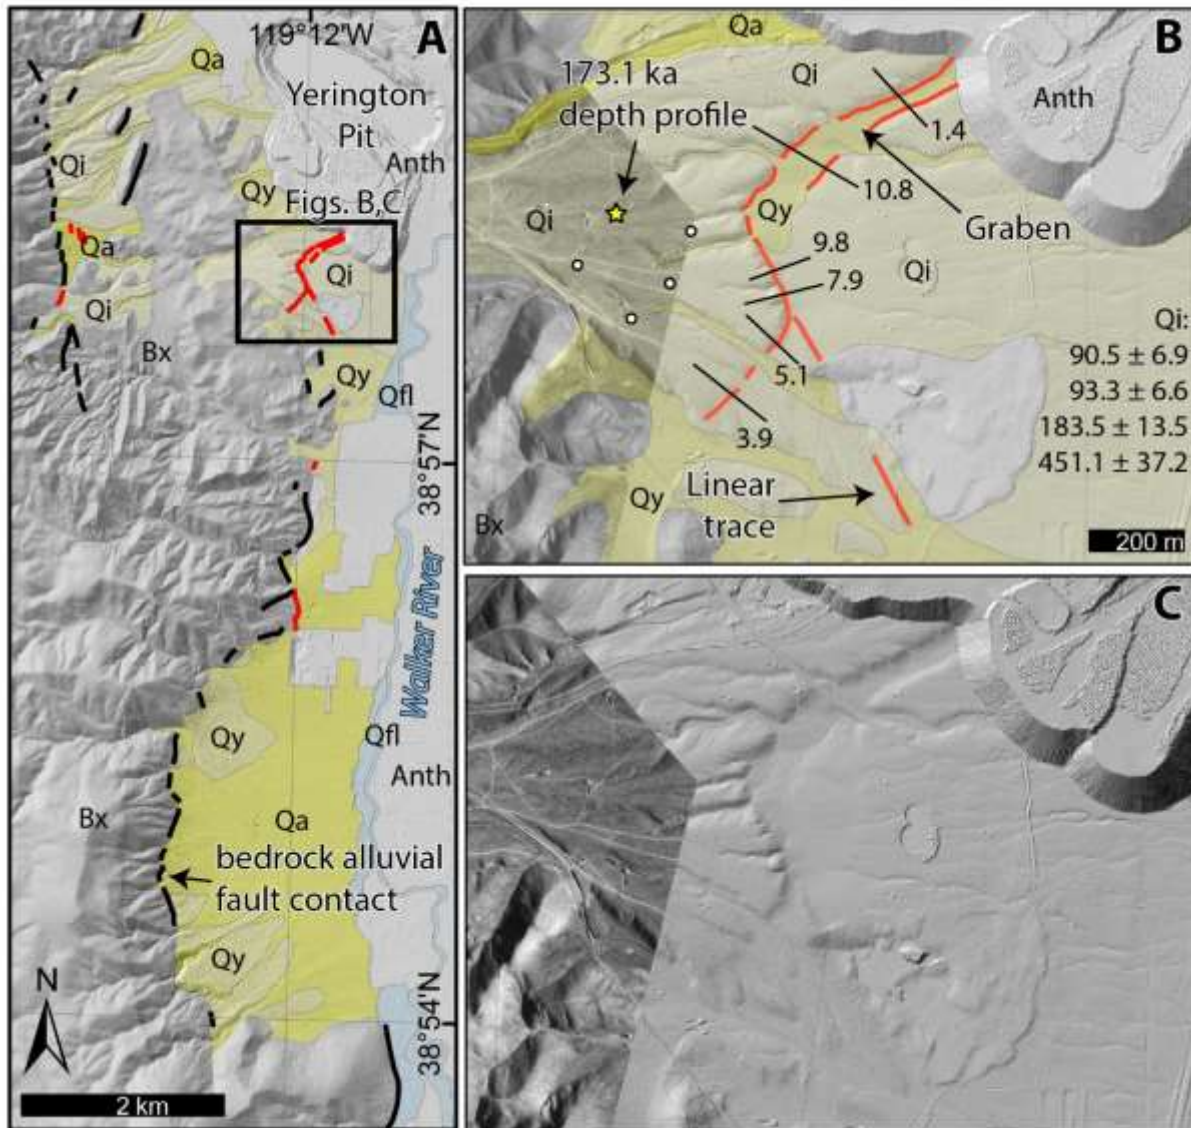 119°12'W
A
Qa
Yerington
Pit
Anth
Qi
Qy
Figs. B,C
Qa
Qi
Qi
Bx
Qy
Qfl
38°57'N
Walker River
Qy
Qfl
Anth
Bx
Qa
bedrock alluvial
fault contact
Qy
N
38°54'N
2 km
B
Qa
173.1 ka
depth profile
Qi
Anth
1.4
10.8
Graben
Qi
Qy
9.8
Qi
7.9
Qi:
90.5 ± 6.9
93.3 ± 6.6
183.5 ± 13.5
451.1 ± 37.2
5.1
3.9
Linear
trace
Qy
Bx
200 m
C